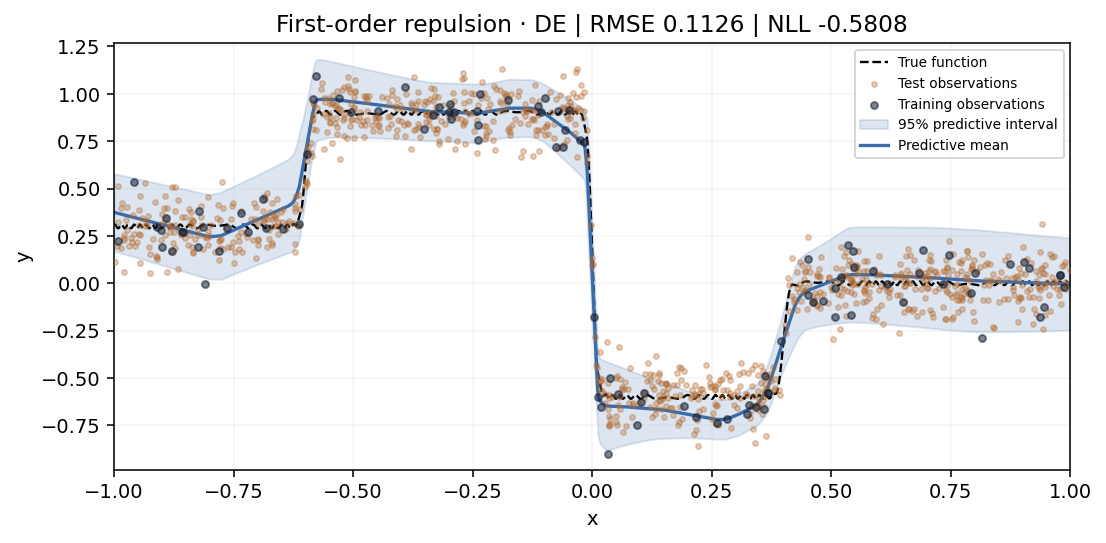 First-order repulsion · DE | RMSE 0.1126 | NLL -0.5808
1.25
1.00
0.75
0.50
0.25
0.00
−0.25
−0.50
−0.75
y
True function
Test observations
Training observations
95% predictive interval
Predictive mean
−1.00 −0.75 −0.50 −0.25 0.00 0.25 0.50 0.75 1.00
x